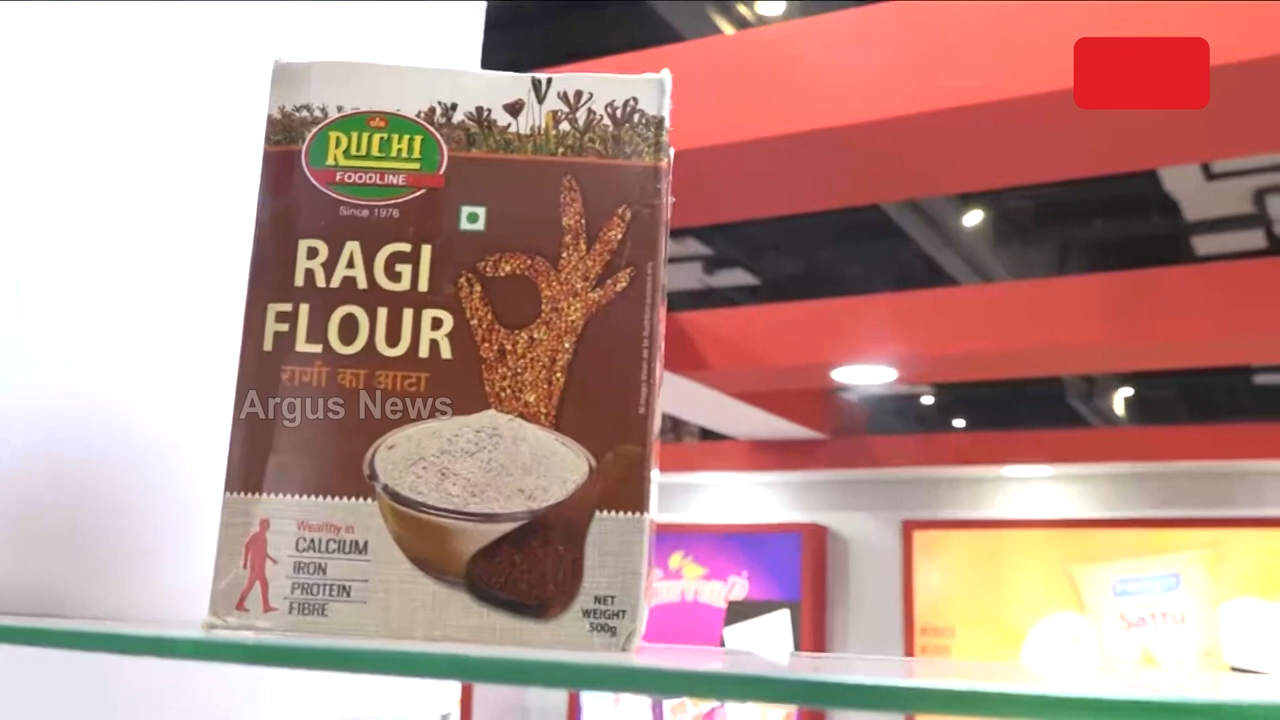 RUCHI
FOODLINE
Since 1976
RAGI
FLOUR
रागी का आटा
Argus News
Wealthy in
CALCIUM
IRON
PROTEIN
FIBRE
NET
WEIGHT
500g
Sattu